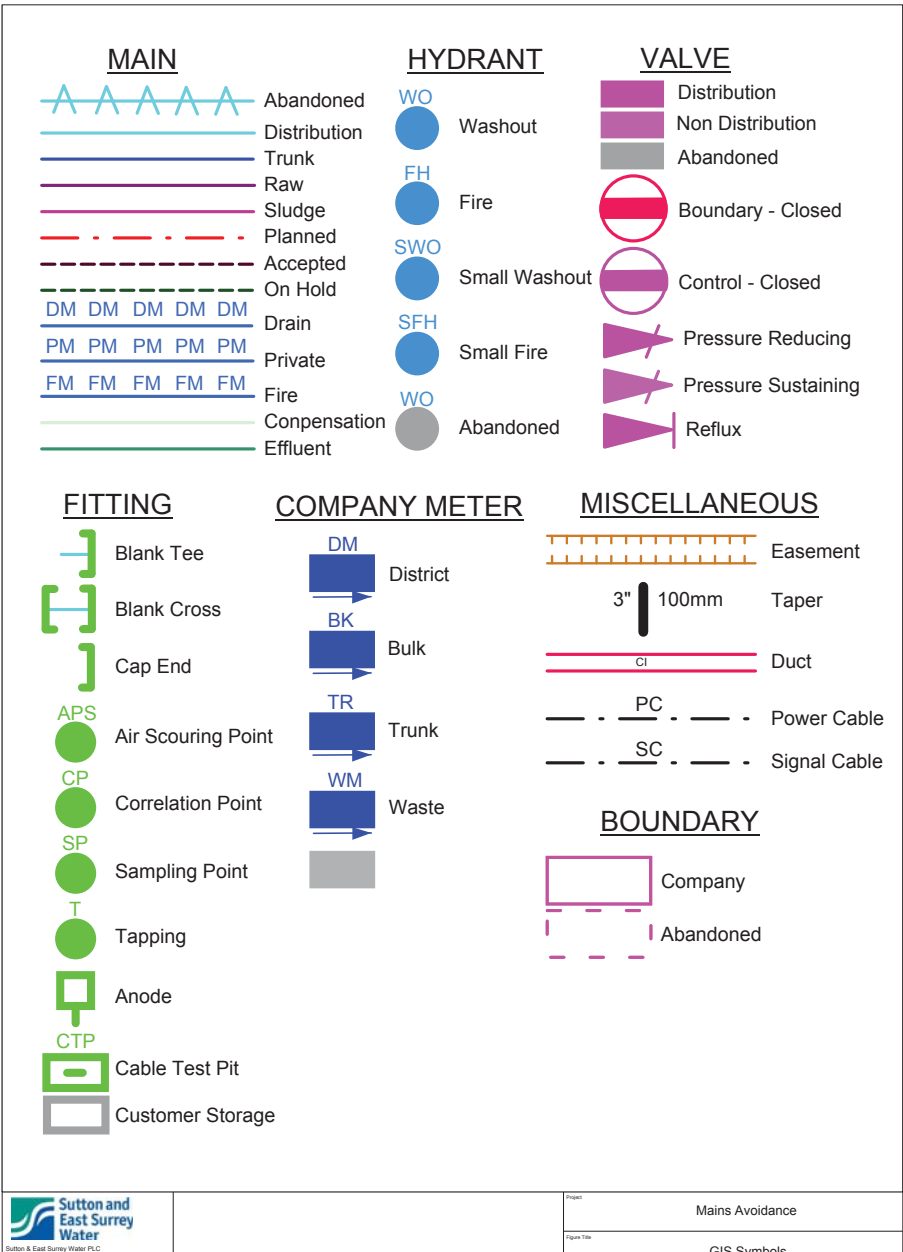 MAIN
Abandoned
Distribution
Trunk
Raw
Sludge
Planned
Accepted
On Hold
DM DM DM DM DM
Drain
PM PM PM PM PM
Private
FM FM FM FM FM
Fire
Conpensation
Effluent
HYDRANT
WO
Washout
FH
Fire
SWO
Small Washout
SFH
Small Fire
WO
Abandoned
VALVE
Distribution
Non Distribution
Abandoned
Boundary - Closed
Control - Closed
Pressure Reducing
Pressure Sustaining
Reflux
FITTING
Blank Tee
Blank Cross
Cap End
APS
Air Scouring Point
CP
Correlation Point
SP
Sampling Point
T
Tapping
Anode
CTP
Cable Test Pit
Customer Storage
COMPANY METER
DM
District
BK
Bulk
TR
Trunk
WM
Waste
MISCELLANEOUS
Easement
3" 100mm Taper
CI Duct
PC
Power Cable
SC
Signal Cable
BOUNDARY
Company
Abandoned
Sutton and
East Surrey
Water
Sutton & East Surrey Water PLC
Project
Mains Avoidance
Figure Title
GIS Symbols